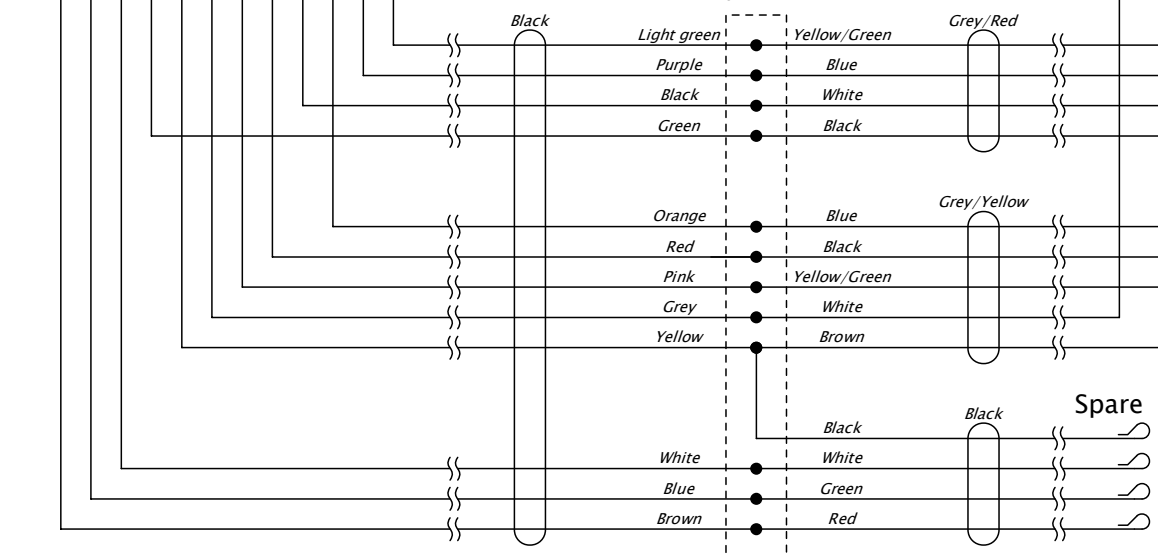 Black Grey/Red
Light green Yellow/Green
Purple Blue
Black White
Green Black
Grey/Yellow
Orange Blue
Red Black
Pink Yellow/Green
Grey White
Yellow Brown
Spare
Black
Black
White White
Blue Green
Brown Red